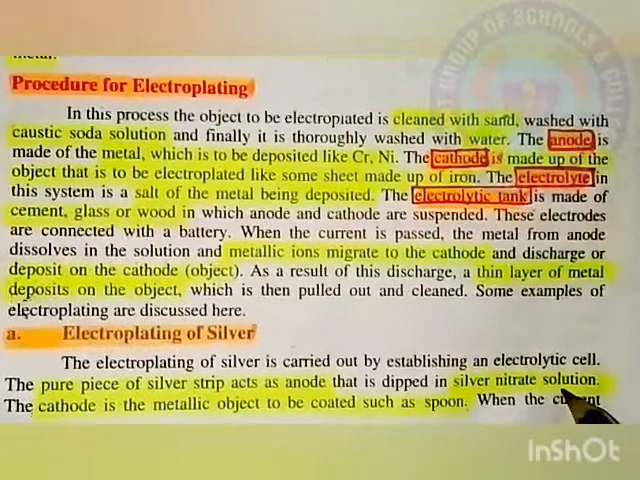 metal.
Procedure for Electroplating
In this process the object to be electroplated is cleaned with sand, washed with
caustic soda solution and finally it is thoroughly washed with water. The anode is
made of the metal, which is to be deposited like Cr, Ni. The cathode is made up of the
object that is to be electroplated like some sheet made up of iron. The electrolyte in
this system is a salt of the metal being deposited. The electrolytic tank is made of
cement, glass or wood in which anode and cathode are suspended. These electrodes
are connected with a battery. When the current is passed, the metal from anode
dissolves in the solution and metallic ions migrate to the cathode and discharge or
deposit on the cathode (object). As a result of this discharge, a thin layer of metal
deposits on the object, which is then pulled out and cleaned. Some examples of
electroplating are discussed here.
a. Electroplating of Silver
The electroplating of silver is carried out by establishing an electrolytic cell.
The pure piece of silver strip acts as anode that is dipped in silver nitrate solution.
The cathode is the metallic object to be coated such as spoon. When the current
GROUP OF SCHOOLS &
InShOt